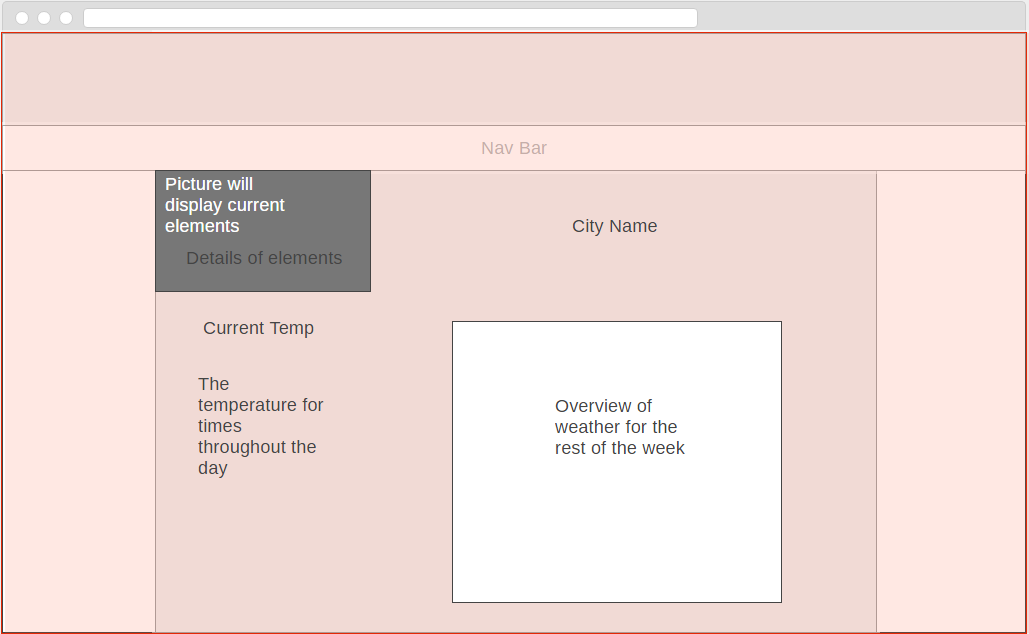 Nav Bar
Picture will
display current
elements
Details of elements
City Name
Current Temp
The
temperature for
times
throughout the
day
Overview of
weather for the
rest of the week